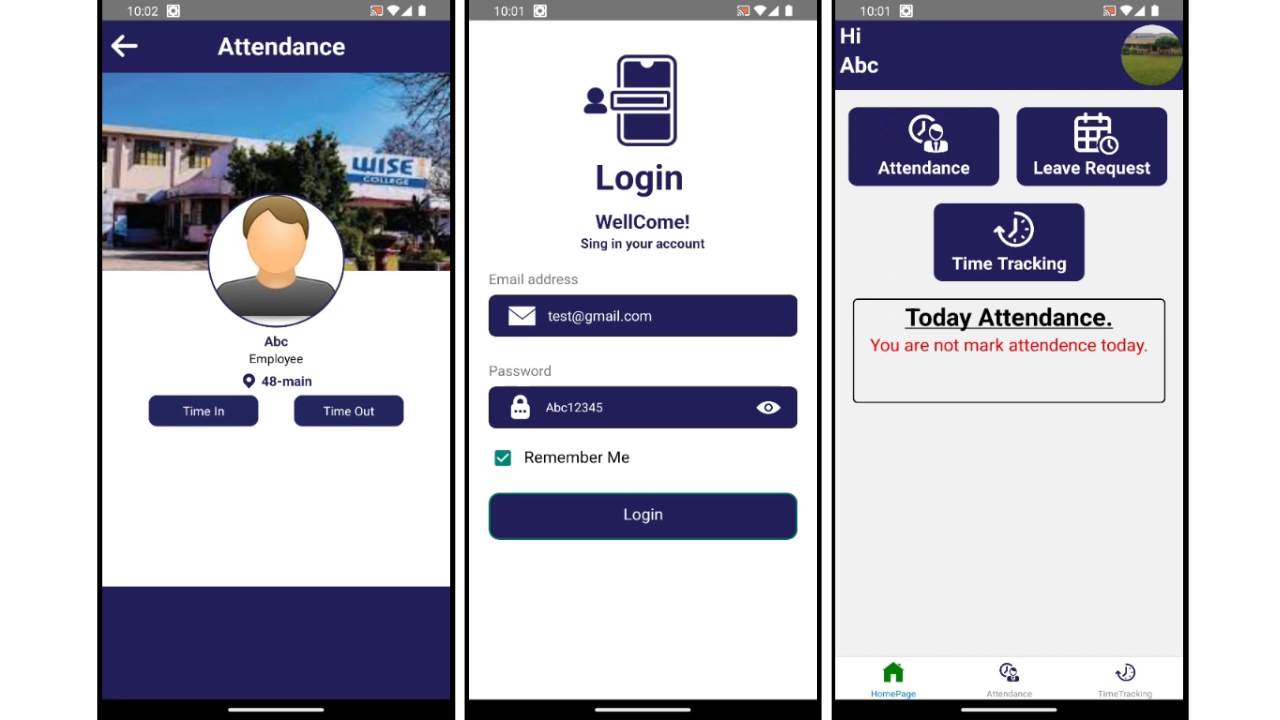 10:02
Attendance
WISE
COLLEGE
Abc
Employee
48-main
Time In
Time Out
10:01
Login
WellCome!
Sing in your account
Email address
test@gmail.com
Password
Abc12345
Remember Me
Login
10:01
Hi
Abc
Attendance
Leave Request
Time Tracking
Today Attendance.
You are not mark attendence today.
HomePage
Attendance
TimeTracking